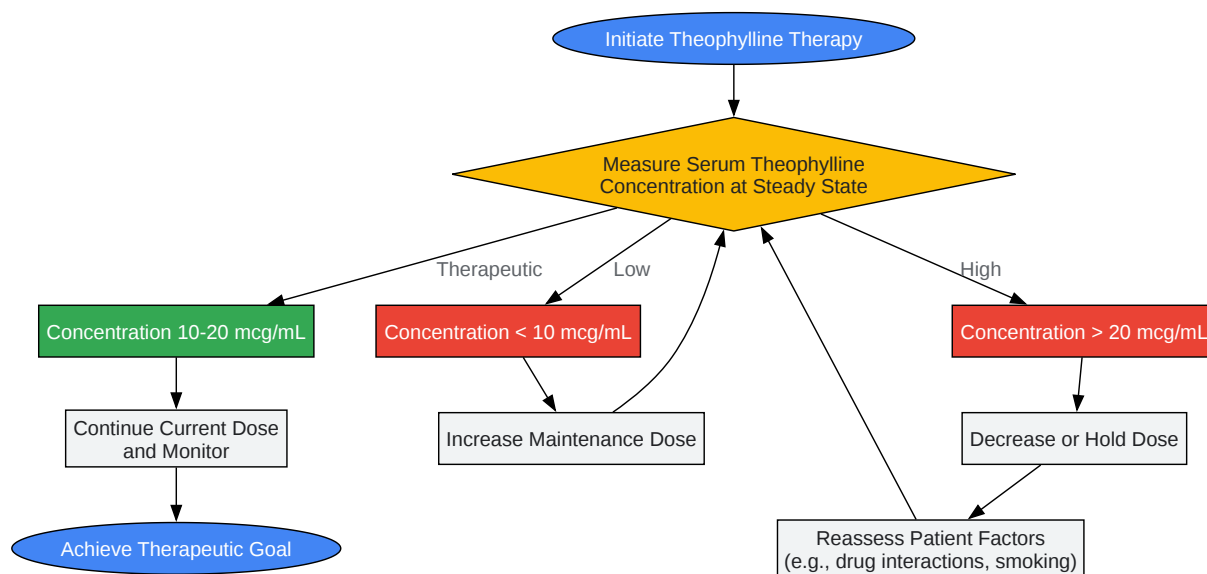 Initiate Theophylline Therapy
Measure Serum Theophylline
Concentration at Steady State
Therapeutic
Low
High
Concentration 10-20 mcg/mL
Concentration < 10 mcg/mL
Concentration > 20 mcg/mL
Continue Current Dose
and Monitor
Increase Maintenance Dose
Decrease or Hold Dose
Achieve Therapeutic Goal
Reassess Patient Factors
(e.g., drug interactions, smoking)